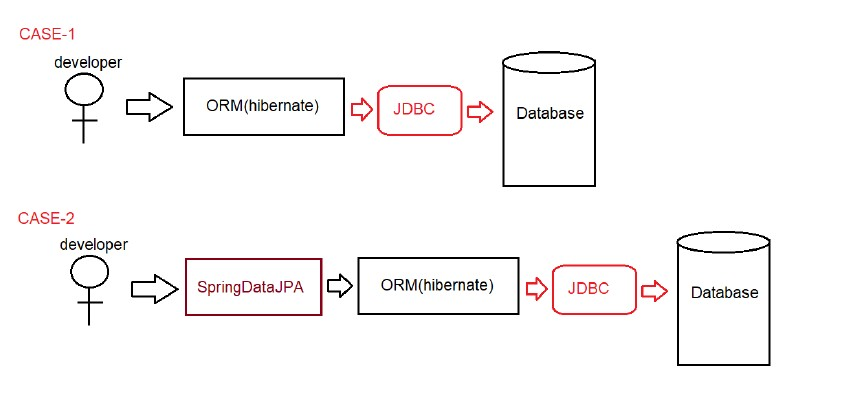 CASE-1
developer
ORM(hibernate)
JDBC
Database
CASE-2
developer
SpringDataJPA
ORM(hibernate)
JDBC
Database